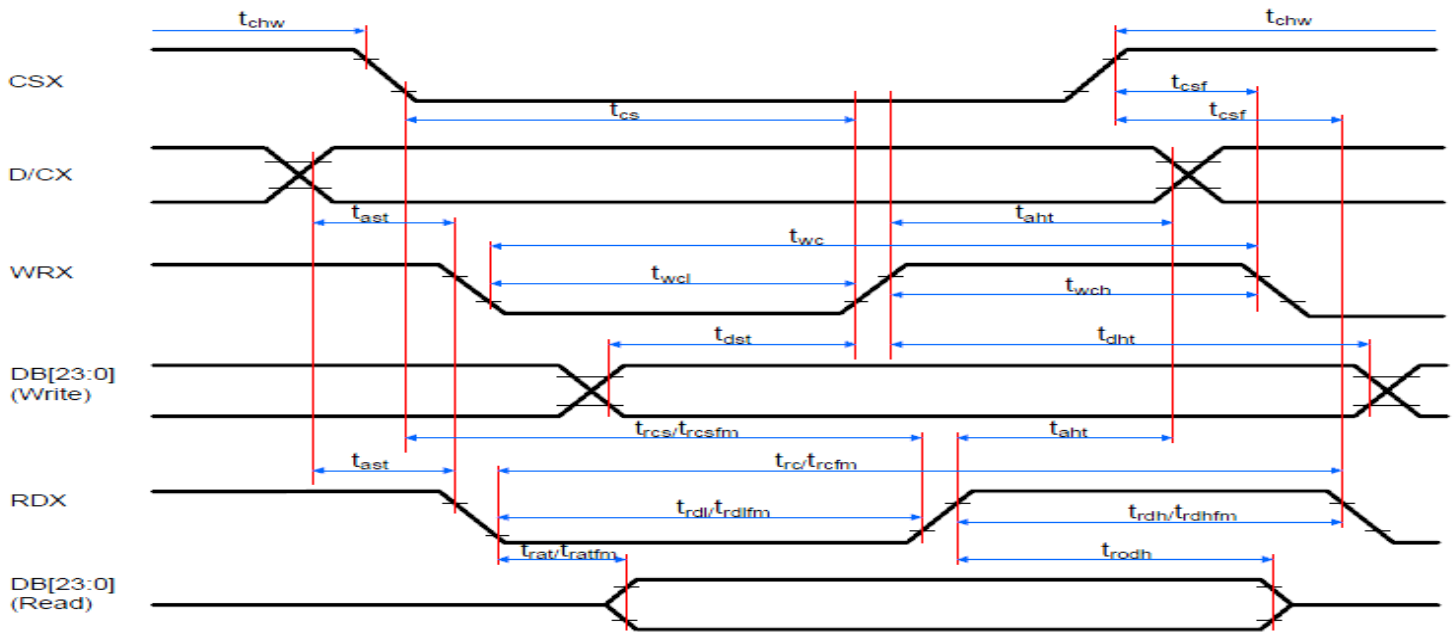 tchw tchw
CSX
tcsf
tcs tcsf
D/CX
tast taht
twc
WRX
twcl twch
tdst tdht
DB[23:0]
(Write)
trcs/trcsfm taht
tast trc/trcfm
RDX
trdl/trdlfm trdh/trdhfm
trat/tratfm trodh
DB[23:0]
(Read)